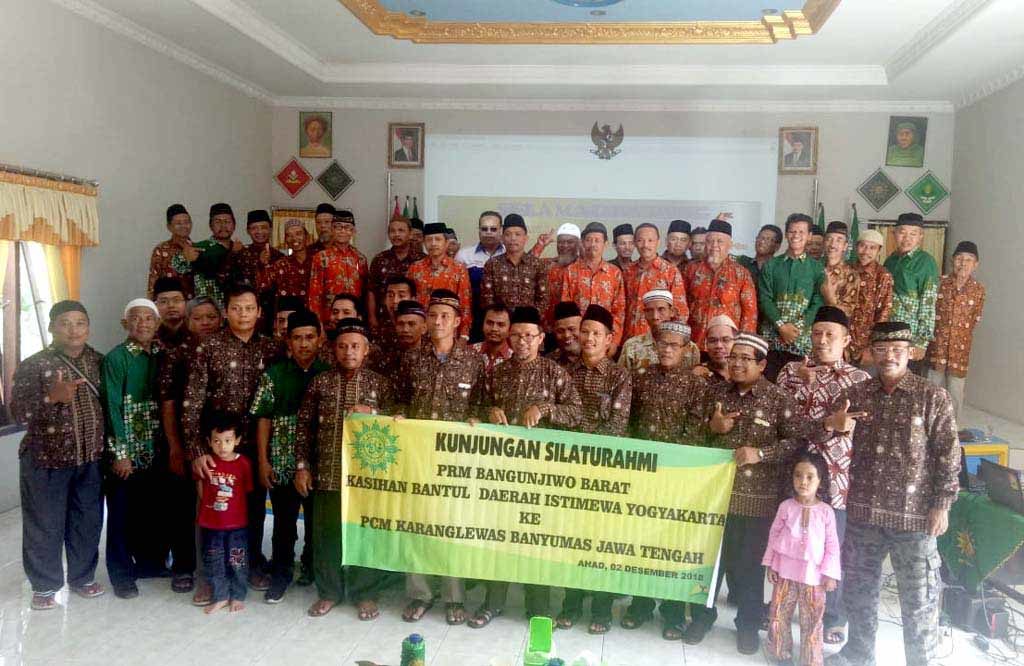 KUNJUNGAN SILATURAHMI
PRM BANGUNJIWO BARAT
KASIHAN BANTUL DAERAH ISTIMEWA YOGYAKARTA
KE
PCM KARANGLEWAS BANYUMAS JAWA TENGAH
AHAD, 02 DESEMBER 2018